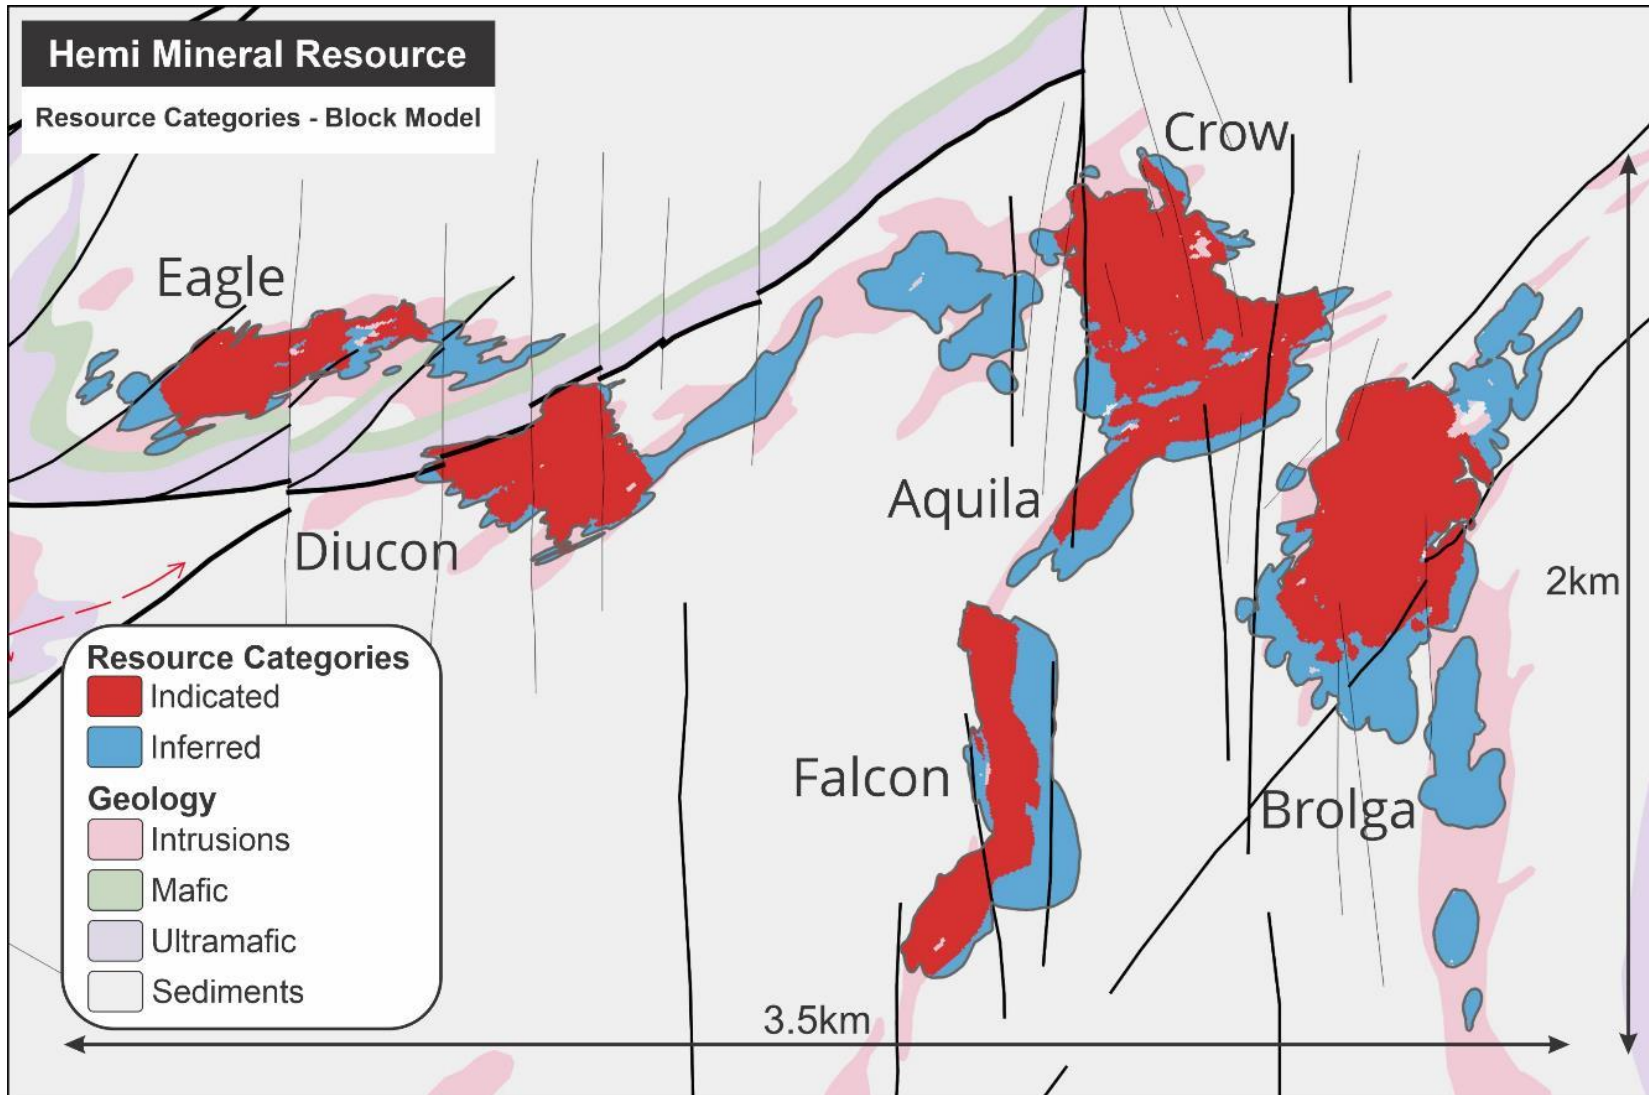 Hemi Mineral Resource
Resource Categories - Block Model
Crow
Eagle
Aquila
Diucon
2km
Falcon
Brolga
Resource Categories
Indicated
Inferred
Geology
Intrusions
Mafic
Ultramafic
Sediments
3.5km